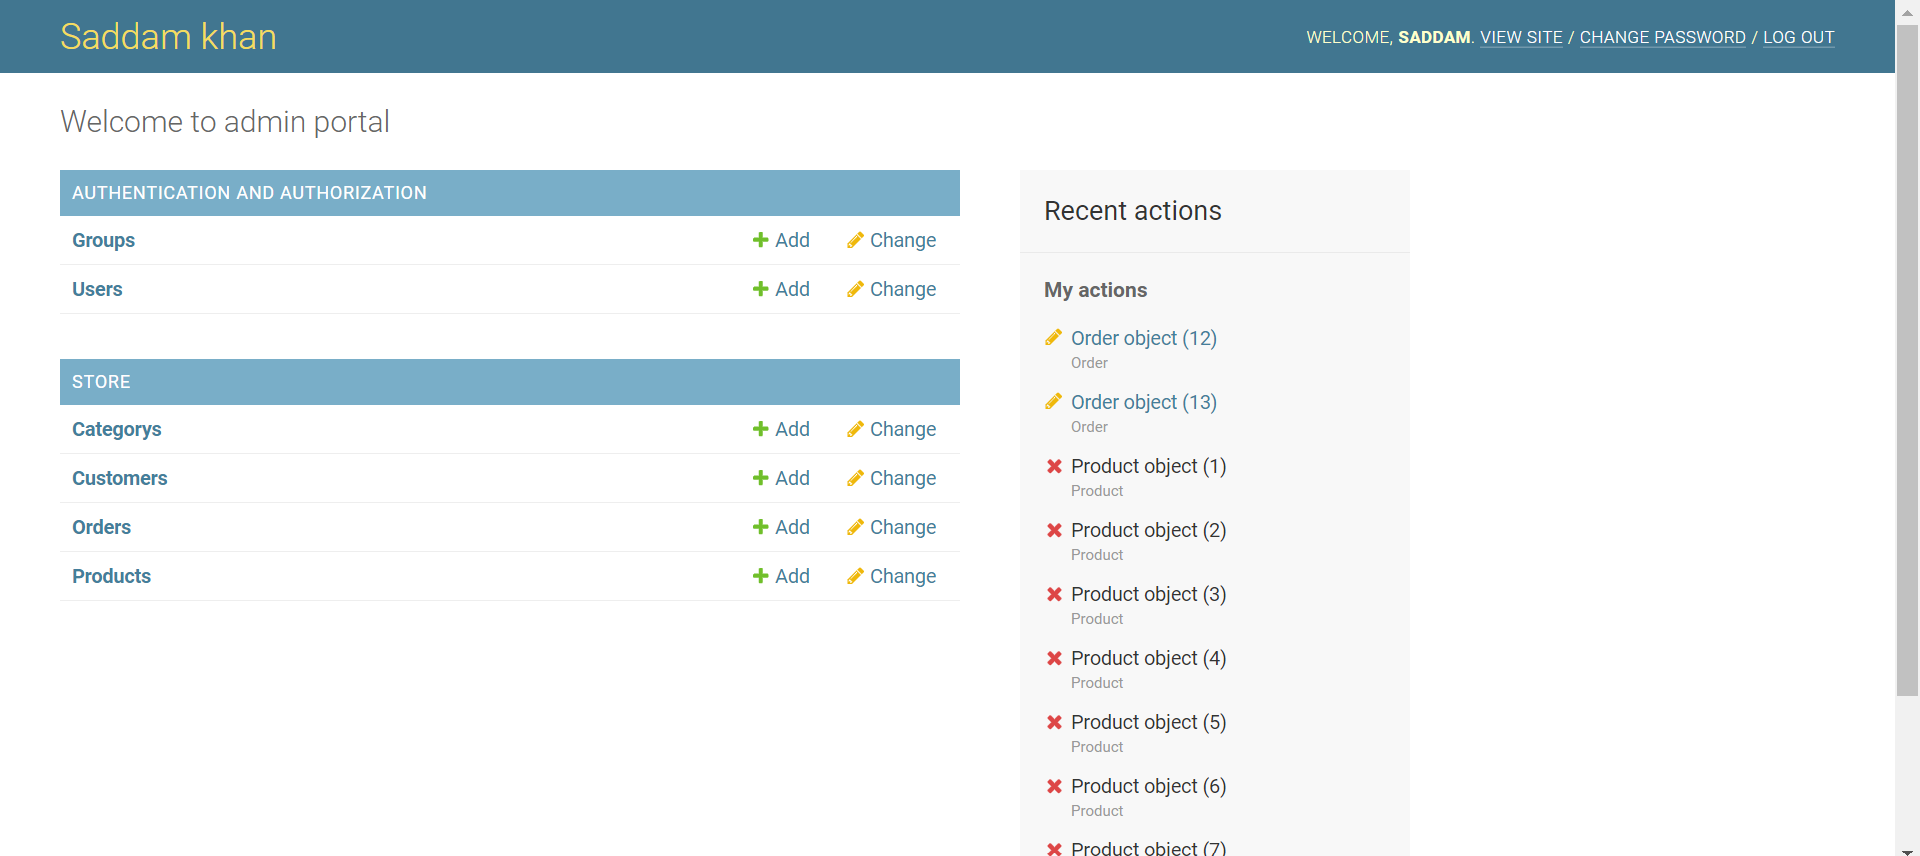 Saddam khan
WELCOME, SADDAM. VIEW SITE / CHANGE PASSWORD / LOG OUT
Welcome to admin portal
AUTHENTICATION AND AUTHORIZATION
Groups Add Change
Users Add Change
STORE
Categorys Add Change
Customers Add Change
Orders Add Change
Products Add Change
Recent actions
My actions
Order object (12)
Order
Order object (13)
Order
Product object (1)
Product
Product object (2)
Product
Product object (3)
Product
Product object (4)
Product
Product object (5)
Product
Product object (6)
Product
Product object (7)